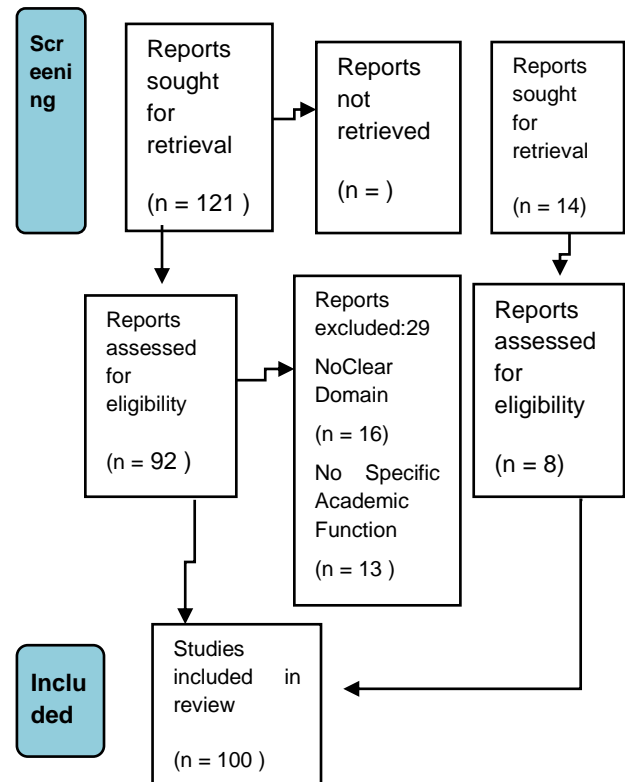 Scr
eeni
ng
Reports
sought
for
retrieval
(n = 121 )
Reports
not
retrieved
(n = )
Reports
sought
for
retrieval
(n = 14)
Reports
assessed
for
eligibility
(n = 92 )
Reports
excluded:29
NoClear
Domain
(n = 16)
No Specific
Academic
Function
(n = 13 )
Reports
assessed
for
eligibility
(n = 8)
Inclu
ded
Studies
included in
review
(n = 100 )